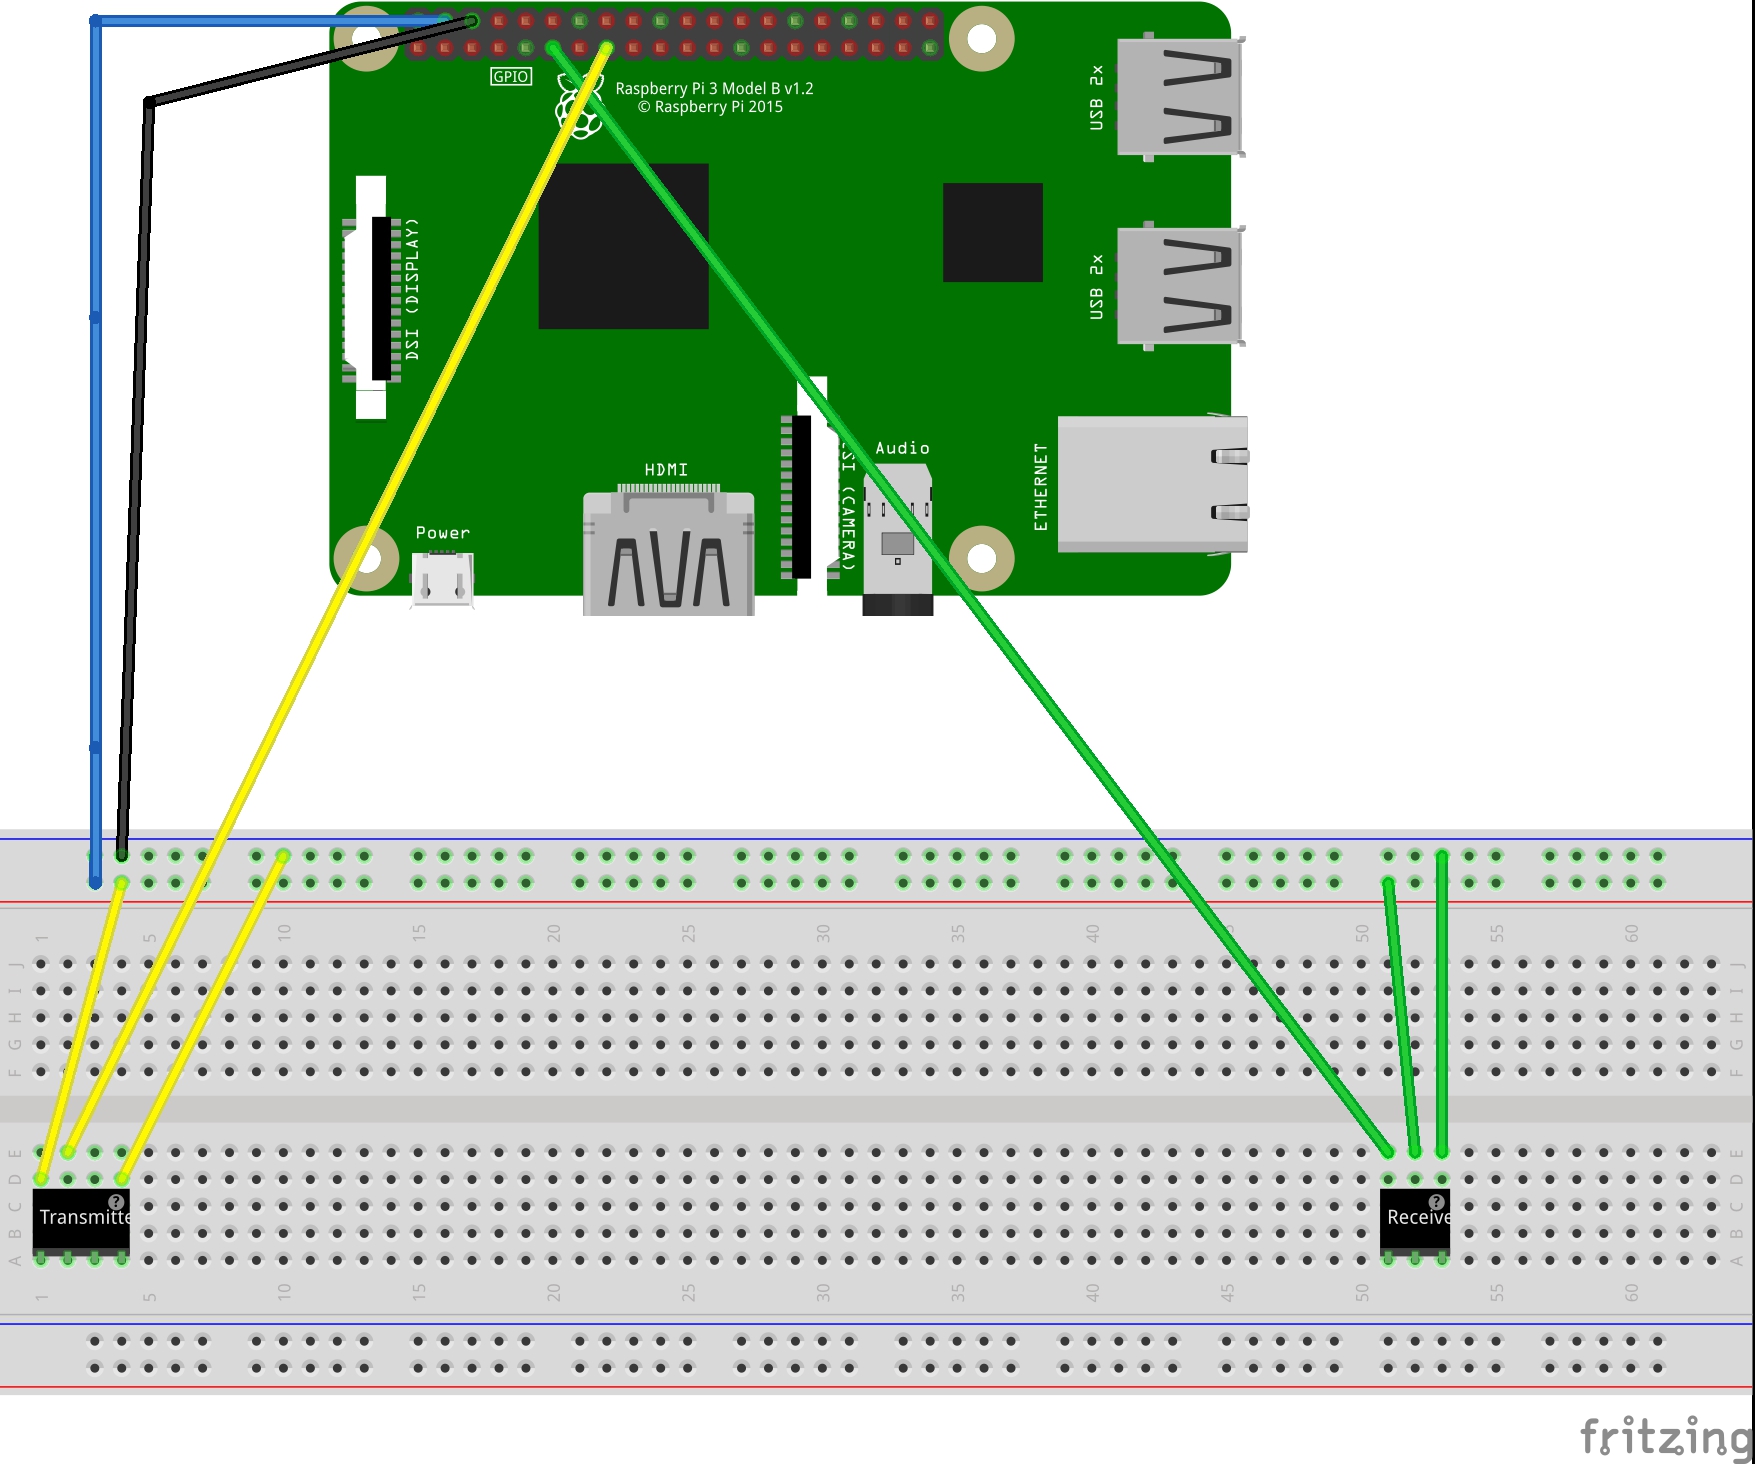 GPIO
Raspberry Pi 3 Model B v1.2
© Raspberry Pi 2015
USB 2x
DSI (DISPLAY)
USB 2x
Audio
HDMI
ETHERNET
CSI (CAMERA)
Power
1 5 10 15 20 25 30 35 40 45 50 55 60
J J
I I
H H
G G
F F
E E
D D
C C
Transmitte
Receive
B B
A A
1 5 10 15 20 25 30 35 40 45 50 55 60
fritzing